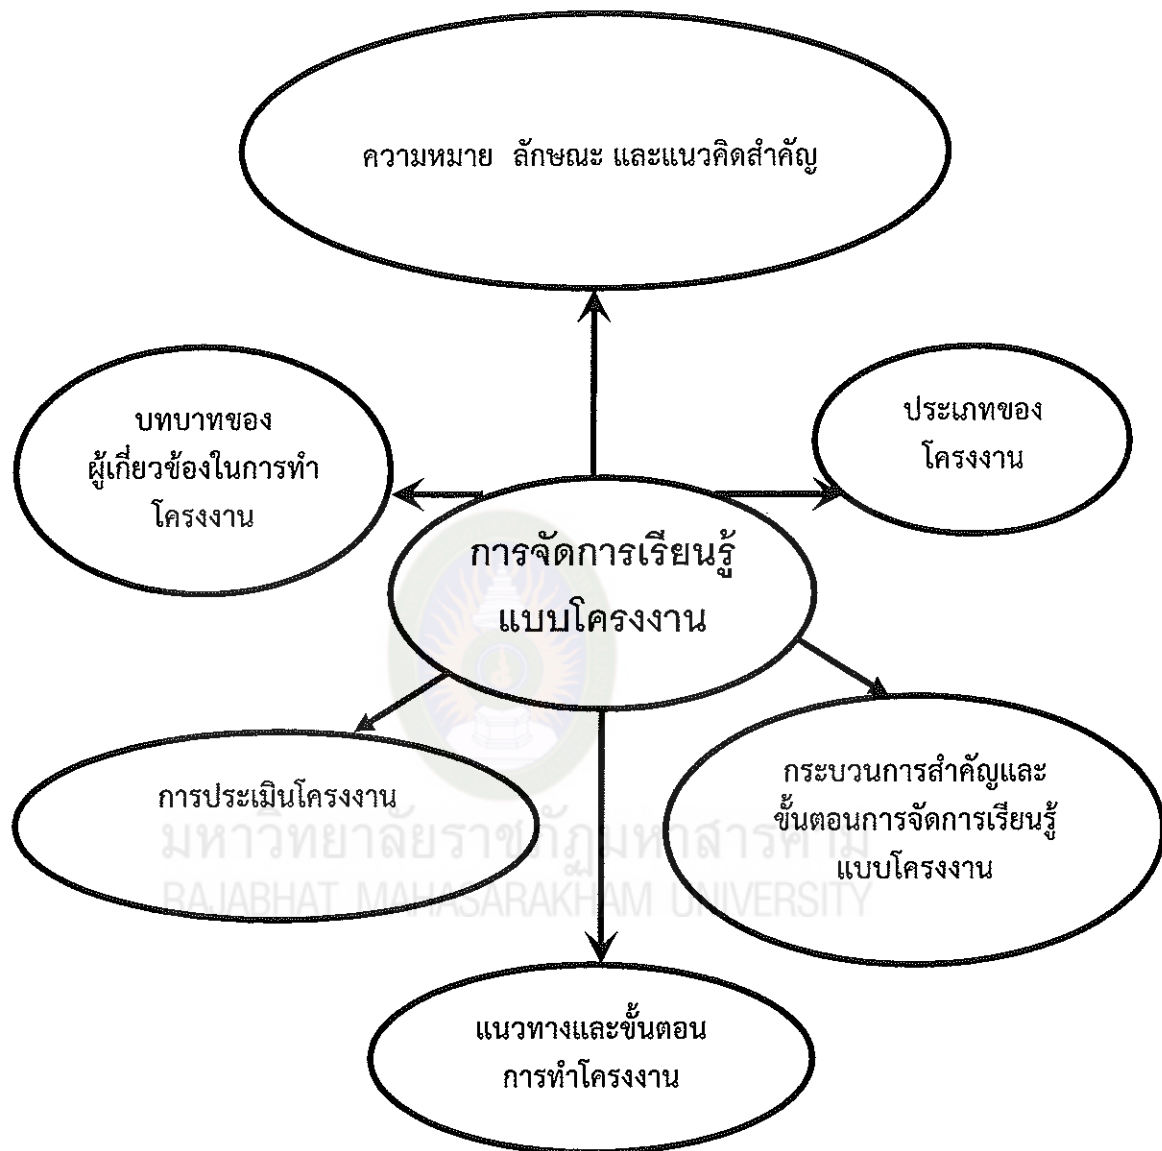 ความหมาย ลักษณะ และแนวคิดสำคัญ
บทบาทของ
ผู้เกี่ยวข้องในการทำ
โครงงาน
ประเภทของ
โครงงาน
การจัดการเรียนรู้
แบบโครงงาน
การประเมินโครงงาน
กระบวนการสำคัญและ
ขั้นตอนการจัดการเรียนรู้
แบบโครงงาน
มหาวิทยาลัยราชภัฏมหาสารคาม
RAJABHAT MAHASARAKHAM UNIVERSITY
แนวทางและขั้นตอน
การทำโครงงาน